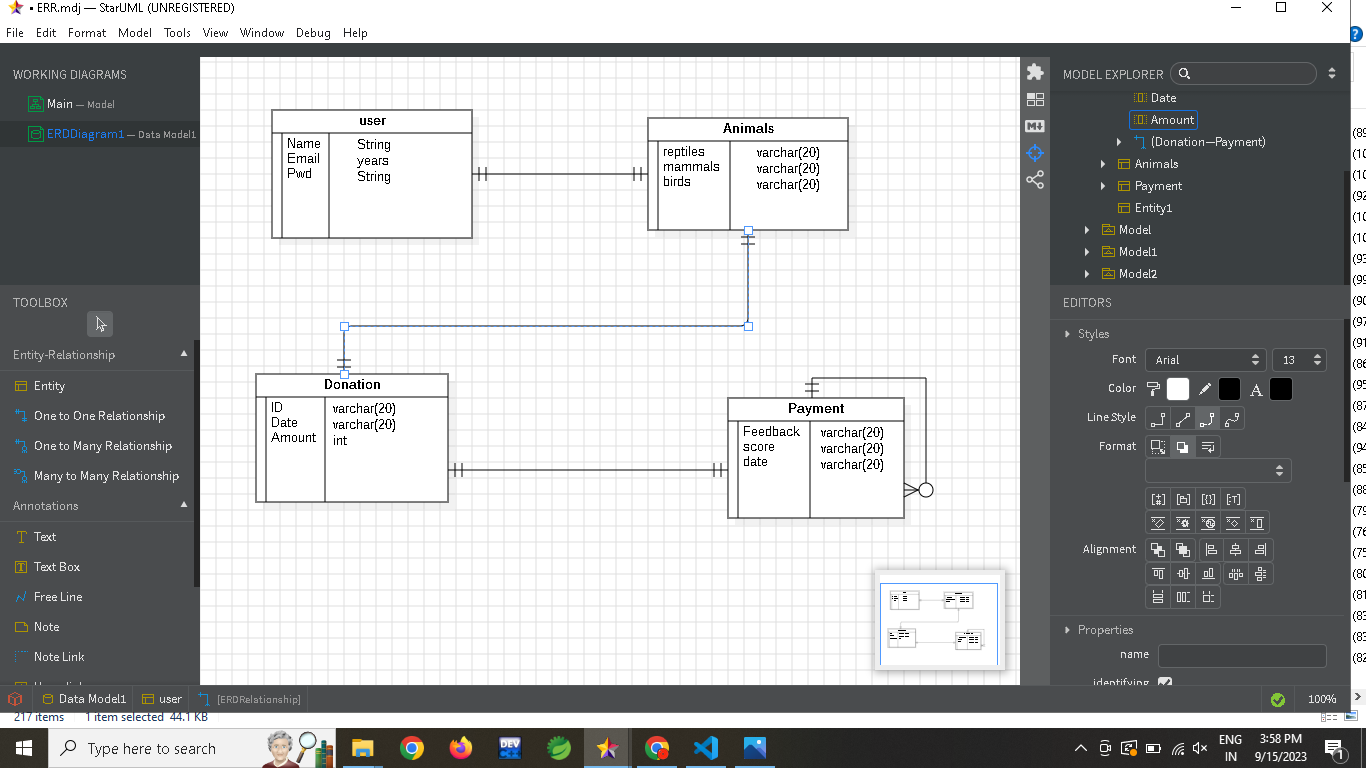 • ERR.mdj — StarUML (UNREGISTERED)
File Edit Format Model Tools View Window Debug Help
WORKING DIAGRAMS
Main — Model
ERDDiagram1 — Data Model1
TOOLBOX
Entity-Relationship
Entity
One to One Relationship
One to Many Relationship
Many to Many Relationship
Annotations
Text
Text Box
Free Line
Note
Note Link
user
Name String
Email years
Pwd String
Animals
reptiles varchar(20)
mammals varchar(20)
birds varchar(20)
Donation
ID varchar(20)
Date varchar(20)
Amount int
Payment
Feedback varchar(20)
score varchar(20)
date varchar(20)
MODEL EXPLORER
Date
Amount
(Donation—Payment)
Animals
Payment
Entity1
Model
Model1
Model2
EDITORS
Styles
Font Arial 13
Color A
Line Style
Format
Alignment
Properties
name
identifying
Data Model1 user [ERDRelationship] 100%
217 items 1 item selected 44.1 KB
Type here to search
DEV
ENG 3:58 PM
IN 9/15/2023
1